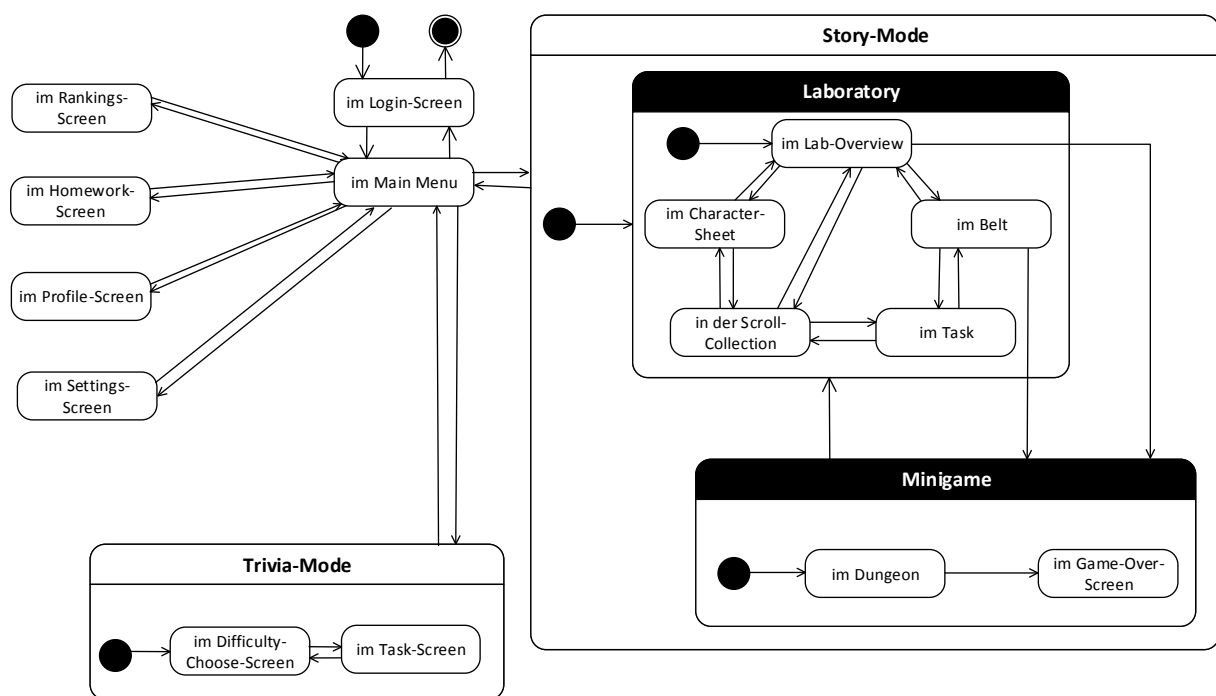 Story-Mode
Laboratory
im Login-Screen
im Rankings-
Screen
im Lab-Overview
im Main Menu
im Homework-
Screen
im Character-
Sheet
im Belt
im Profile-Screen
in der Scroll-
Collection
im Task
im Settings-
Screen
Minigame
im Dungeon
im Game-Over-
Screen
Trivia-Mode
im Difficulty-
Choose-Screen
im Task-Screen